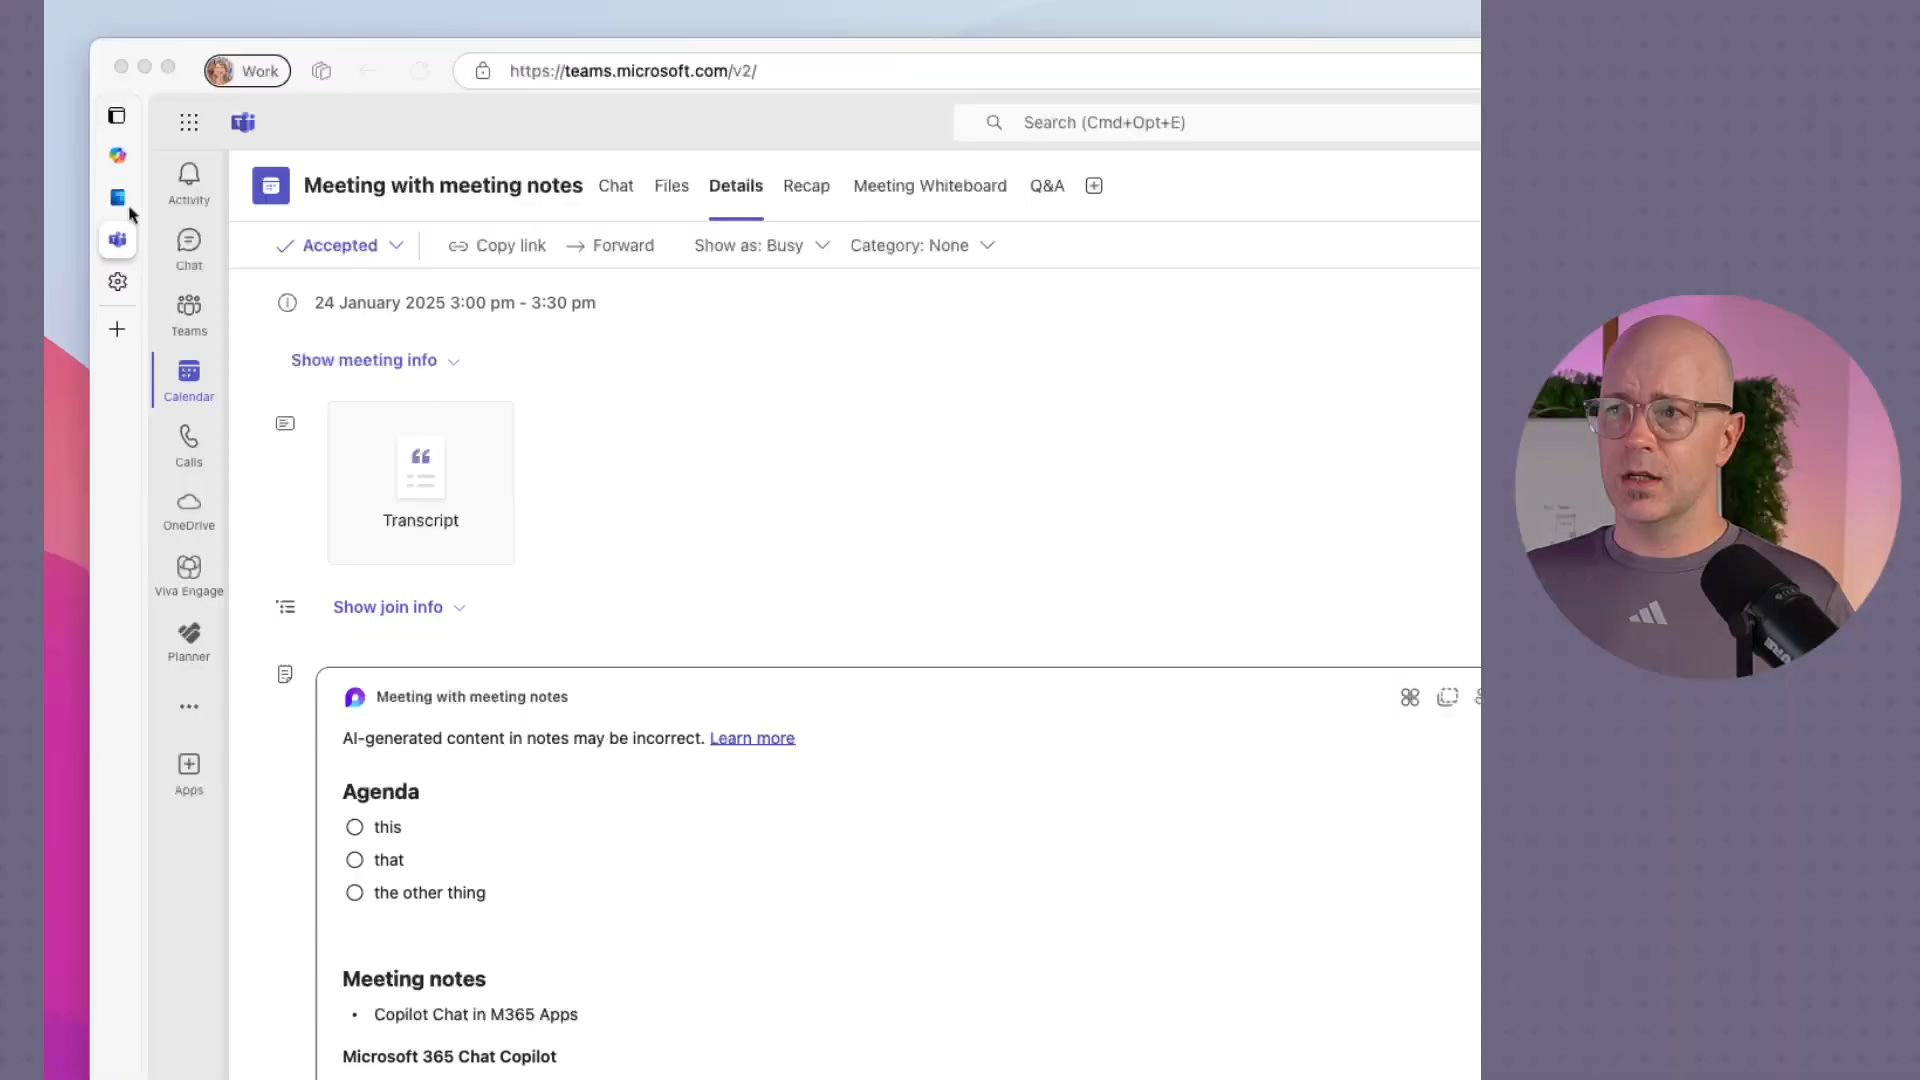 Work
https://teams.microsoft.com/v2/
Search (Cmd+Opt+E)
Activity
Chat
Teams
Calendar
Calls
OneDrive
Viva Engage
Planner
Apps
Meeting with meeting notes
Chat
Files
Details
Recap
Meeting Whiteboard
Q&A
Accepted
Copy link
Forward
Show as: Busy
Category: None
24 January 2025 3:00 pm - 3:30 pm
Show meeting info
Transcript
Show join info
Meeting with meeting notes
AI-generated content in notes may be incorrect. Learn more
Agenda
this
that
the other thing
Meeting notes
• Copilot Chat in M365 Apps
Microsoft 365 Chat Copilot